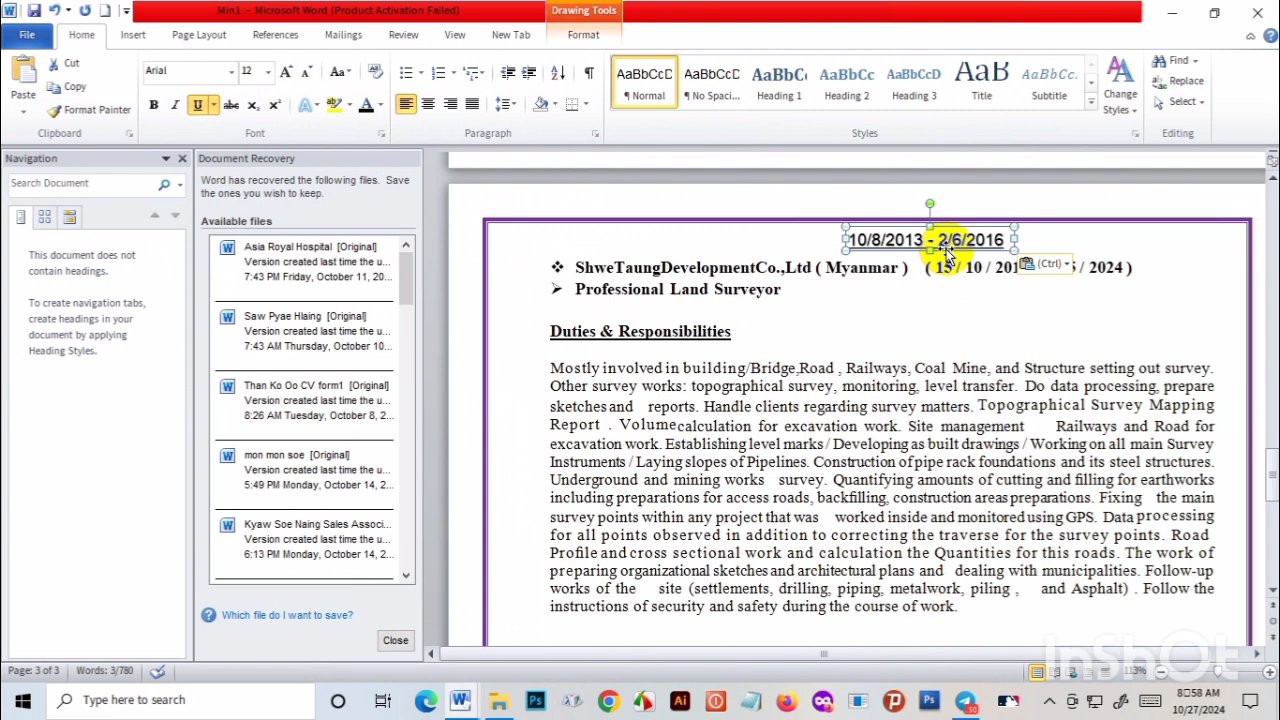 Min1 - Microsoft Word (Product Activation Failed)
Drawing Tools
File
Home
Insert
Page Layout
References
Mailings
Review
View
New Tab
Format
Paste
Cut
Copy
Format Painter
Clipboard
Arial
12
Font
Paragraph
AaBbCcD
¶ Normal
AaBbCcD
¶ No Spaci...
AaBbCc
Heading 1
AaBbCc
Heading 2
AaBbCcD
Heading 3
AaB
Title
AaBbCc.
Subtitle
Change
Styles
Styles
Find
Replace
Select
Editing
Navigation
Search Document
This document does
not contain headings.
To create navigation tabs,
create headings in your
document by applying
Heading Styles.
Document Recovery
Word has recovered the following files. Save
the ones you wish to keep.
Available files
Asia Royal Hospital [Original]
Version created last time the u...
7:43 PM Friday, October 11, 20...
Saw Pyae Hlaing [Original]
Version created last time the u...
7:43 AM Thursday, October 10...
Than Ko Oo CV form1 [Original]
Version created last time the u...
8:26 AM Tuesday, October 8, 2...
mon mon soe [Original]
Version created last time the u...
5:49 PM Monday, October 14, 2...
Kyaw Soe Naing Sales Associ...
Version created last time the u...
6:13 PM Monday, October 14, 2...
Which file do I want to save?
Close
10/8/2013 - 2/6/2016
❖ ShweTaungDevelopmentCo.,Ltd ( Myanmar ) ( 15 / 10 / 201 5 / 2024 )
(Ctrl)
➢ Professional Land Surveyor
Duties & Responsibilities
Mostly involved in building/Bridge,Road , Railways, Coal Mine, and Structure setting out survey.
Other survey works: topographical survey, monitoring, level transfer. Do data processing, prepare
sketches and reports. Handle clients regarding survey matters. Topographical Survey Mapping
Report . Volume calculation for excavation work. Site management Railways and Road for
excavation work. Establishing level marks / Developing as built drawings / Working on all main Survey
Instruments / Laying slopes of Pipelines. Construction of pipe rack foundations and its steel structures.
Underground and mining works survey. Quantifying amounts of cutting and filling for earthworks
including preparations for access roads, backfilling, construction areas preparations. Fixing the main
survey points within any project that was worked inside and monitored using GPS. Data processing
for all points observed in addition to correcting the traverse for the survey points. Road
Profile and cross sectional work and calculation the Quantities for this roads. The work of
preparing organizational sketches and architectural plans and dealing with municipalities. Follow-up
works of the site (settlements, drilling, piping, metalwork, piling , and Asphalt) . Follow the
instructions of security and safety during the course of work.
InShOt
Page: 3 of 3
Words: 3/780
113%
Type here to search
8:58 AM
10/27/2024